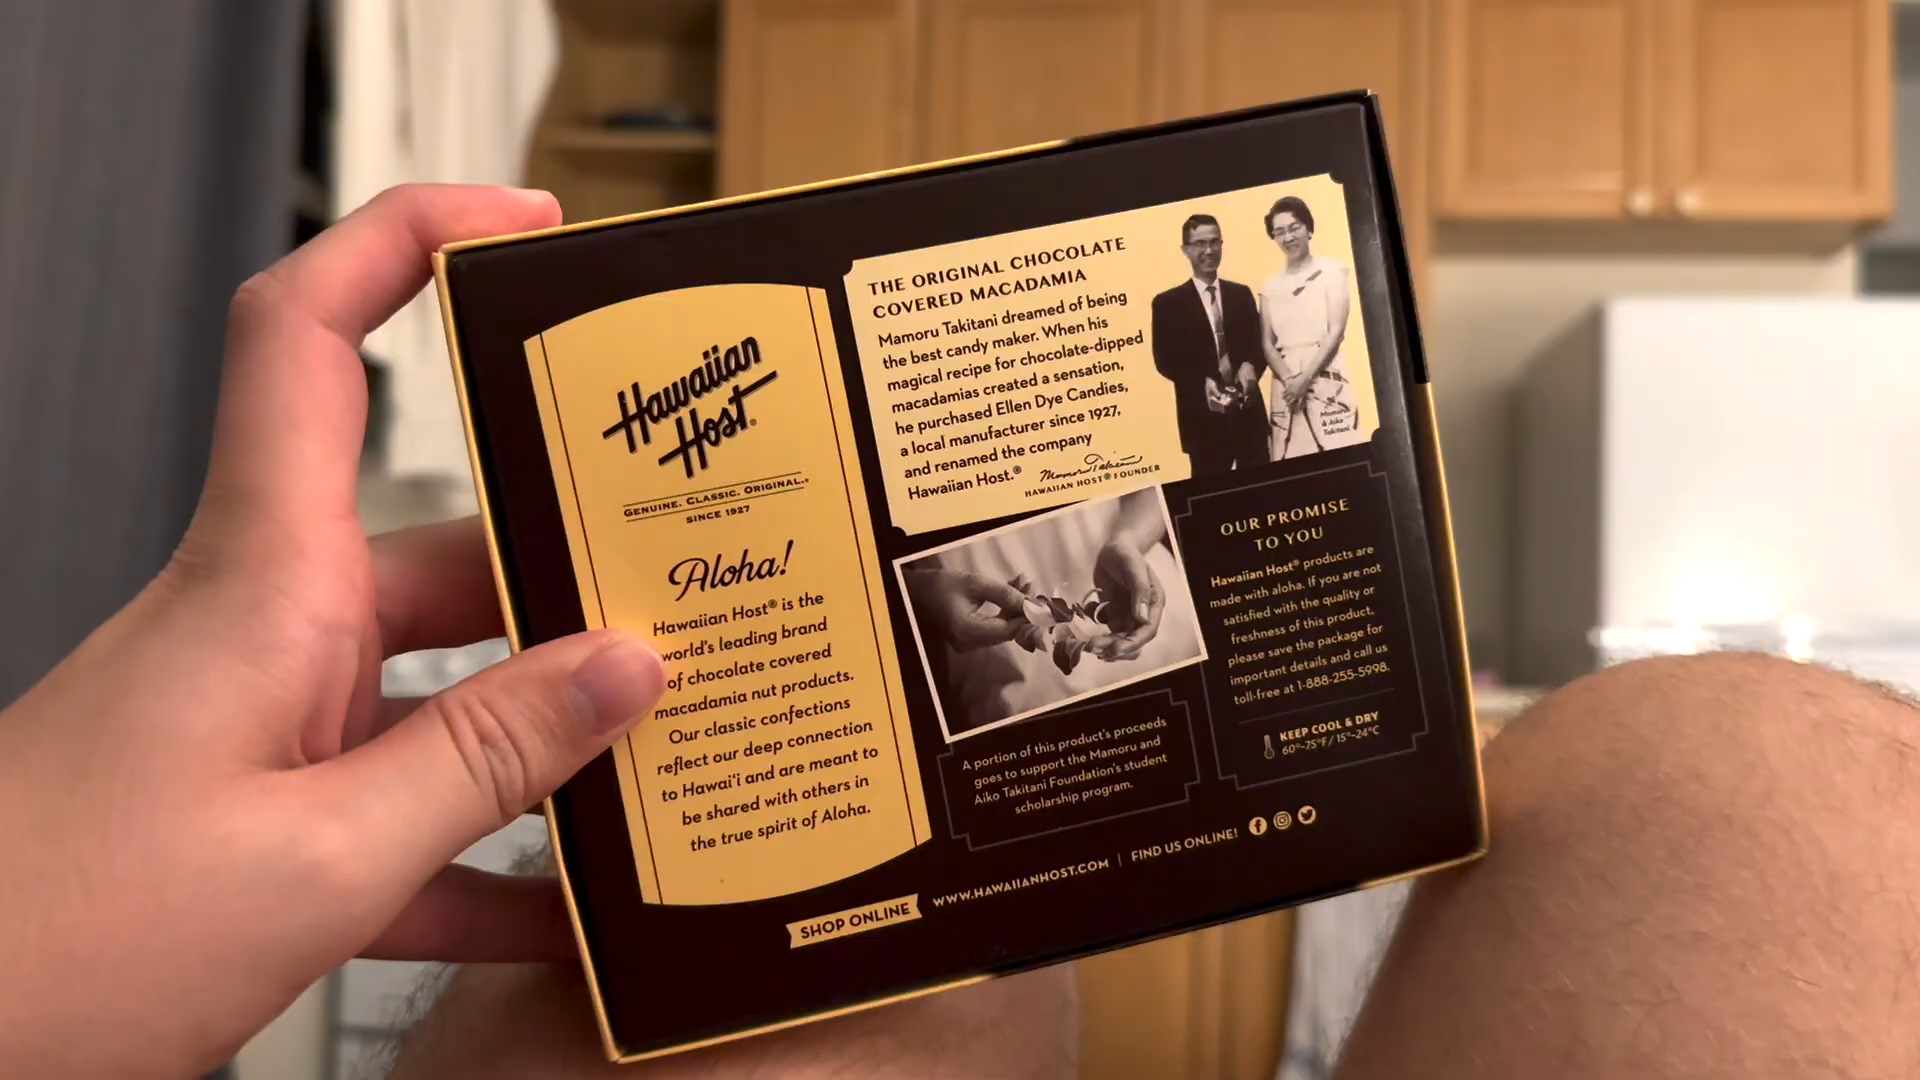 Hawaiian
Host®
GENUINE. CLASSIC. ORIGINAL.®
SINCE 1927
Aloha!
Hawaiian Host® is the
world's leading brand
of chocolate covered
macadamia nut products.
Our classic confections
reflect our deep connection
to Hawai‘i and are meant to
be shared with others in
the true spirit of Aloha.
THE ORIGINAL CHOCOLATE
COVERED MACADAMIA
Mamoru Takitani dreamed of being
the best candy maker. When his
magical recipe for chocolate-dipped
macadamias created a sensation,
he purchased Ellen Dye Candies,
a local manufacturer since 1927,
and renamed the company
Hawaiian Host.®
Mamoru Takitani
HAWAIIAN HOST® FOUNDER
Mamoru
& Aiko
Takitani
A portion of this product's proceeds
goes to support the Mamoru and
Aiko Takitani Foundation's student
scholarship program.
OUR PROMISE
TO YOU
Hawaiian Host® products are
made with aloha. If you are not
satisfied with the quality or
freshness of this product,
please save the package for
important details and call us
toll-free at 1-888-255-5998.
KEEP COOL & DRY
60°-75°F/ 15°-24°C
SHOP ONLINE
WWW.HAWAIIANHOST.COM | FIND US ONLINE!